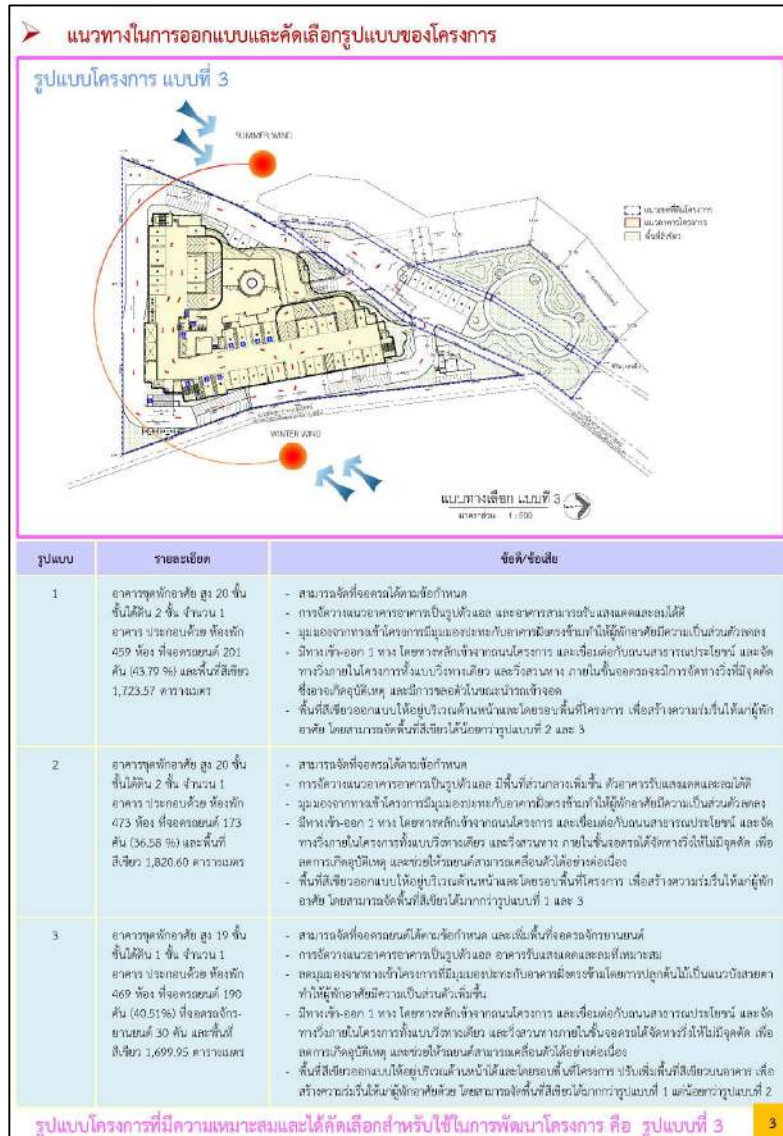 แนวทางในการออกแบบและคัดเลือกรูปแบบของโครงการ
รูปแบบโครงการ แบบที่ 3
SUMMER WIND
แนวเขตที่ดินโครงการ
แนวอาคารโครงการ
พื้นที่สีเขียว
WINTER WIND
แบบทางเลือก แบบที่ 3
มาตราส่วน 1 : 500
รูปแบบ รายละเอียด ข้อดี/ข้อเสีย
1
อาคารชุดพักอาศัย สูง 20 ชั้น
ชั้นใต้ดิน 2 ชั้น จำนวน 1
อาคาร ประกอบด้วย ห้องพัก
459 ห้อง ที่จอดรถยนต์ 201
คัน (43.79 %) และพื้นที่สีเขียว
1,723.57 ตารางเมตร
- สามารถจัดที่จอดรถได้ตามข้อกำหนด
- การจัดวางแนวอาคารอาคารเป็นรูปตัวแอล และอาคารสามารถรับแสงแดดและลมได้ดี
- มุมมองจากทางเข้าโครงการมีมุมมองปะทะกับอาคารฝั่งตรงข้ามทำให้ผู้พักอาศัยมีความเป็นส่วนตัวลดลง
- มีทางเข้า-ออก 1 ทาง โดยทางหลักเข้าจากถนนโครงการ และเชื่อมต่อกับถนนสาธารณประโยชน์ และจัด
ทางวิ่งภายในโครงการทั้งแบบวิ่งทางเดียว และวิ่งสวนทาง ภายในชั้นจอดรถจะมีการจัดทางวิ่งที่มีจุดตัด
ซึ่งอาจเกิดอุบัติเหตุ และมีการชลอตัวในขณะนำรถเข้าจอด
- พื้นที่สีเขียวออกแบบให้อยู่บริเวณด้านหน้าและโดยรอบพื้นที่โครงการ เพื่อสร้างความร่มรื่นให้แก่ผู้พัก
อาศัย โดยสามารถจัดพื้นที่สีเขียวได้น้อยกว่ารูปแบบที่ 2 และ 3
2
อาคารชุดพักอาศัย สูง 20 ชั้น
ชั้นใต้ดิน 2 ชั้น จำนวน 1
อาคาร ประกอบด้วย ห้องพัก
473 ห้อง ที่จอดรถยนต์ 173
คัน (36.58 %) และพื้นที่
สีเขียว 1,820.60 ตารางเมตร
- สามารถจัดที่จอดรถได้ตามข้อกำหนด
- การจัดวางแนวอาคารอาคารเป็นรูปตัวแอล มีพื้นที่ส่วนกลางเพิ่มขึ้น ตัวอาคารรับแสงแดดและลมได้ดี
- มุมมองจากทางเข้าโครงการมีมุมมองปะทะกับอาคารฝั่งตรงข้ามทำให้ผู้พักอาศัยมีความเป็นส่วนตัวลดลง
- มีทางเข้า-ออก 1 ทาง โดยทางหลักเข้าจากถนนโครงการ และเชื่อมต่อกับถนนสาธารณประโยชน์ และจัด
ทางวิ่งภายในโครงการทั้งแบบวิ่งทางเดียว และวิ่งสวนทาง ภายในชั้นจอดรถได้จัดทางวิ่งให้ไม่มีจุดตัด เพื่อ
ลดการเกิดอุบัติเหตุ และช่วยให้รถยนต์สามารถเคลื่อนตัวได้อย่างต่อเนื่อง
- พื้นที่สีเขียวออกแบบให้อยู่บริเวณด้านหน้าและโดยรอบพื้นที่โครงการ เพื่อสร้างความร่มรื่นให้แก่ผู้พัก
อาศัย โดยสามารถจัดพื้นที่สีเขียวได้มากกว่ารูปแบบที่ 1 และ 3
3
อาคารชุดพักอาศัย สูง 19 ชั้น
ชั้นใต้ดิน 1 ชั้น จำนวน 1
อาคาร ประกอบด้วย ห้องพัก
469 ห้อง ที่จอดรถยนต์ 190
คัน (40.51%) ที่จอดรถจักร-
ยานยนต์ 30 คัน และพื้นที่
สีเขียว 1,699.95 ตารางเมตร
- สามารถจัดที่จอดรถยนต์ได้ตามข้อกำหนด และเพิ่มพื้นที่จอดรถจักรยานยนต์
- การจัดวางแนวอาคารอาคารเป็นรูปตัวแอล อาคารรับแสงแดดและลมที่เหมาะสม
- ลดมุมมองจากทางเข้าโครงการที่มีมุมมองปะทะกับอาคารฝั่งตรงข้ามโดยการปลูกต้นไม้เป็นแนวบังสายตา
ทำให้ผู้พักอาศัยมีความเป็นส่วนตัวเพิ่มขึ้น
- มีทางเข้า-ออก 1 ทาง โดยทางหลักเข้าจากถนนโครงการ และเชื่อมต่อกับถนนสาธารณประโยชน์ และจัด
ทางวิ่งภายในโครงการทั้งแบบวิ่งทางเดียว และวิ่งสวนทางภายในชั้นจอดรถได้จัดทางวิ่งให้ไม่มีจุดตัด เพื่อ
ลดการเกิดอุบัติเหตุ และช่วยให้รถยนต์สามารถเคลื่อนตัวได้อย่างต่อเนื่อง
- พื้นที่สีเขียวออกแบบให้อยู่บริเวณด้านหน้าได้และโดยรอบพื้นที่โครงการ ปรับเพิ่มพื้นที่สีเขียวบนอาคาร เพื่อ
สร้างความร่มรื่นให้แก่ผู้พักอาศัยด้วย โดยสามารถจัดพื้นที่สีเขียวได้มากกว่ารูปแบบที่ 1 แต่น้อยกว่ารูปแบบที่ 2
รูปแบบโครงการที่มีความเหมาะสมและได้คัดเลือกสำหรับใช้ในการพัฒนาโครงการ คือ รูปแบบที่ 3
3